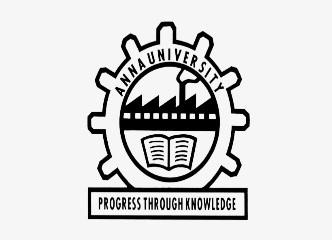 ANNA UNIVERSITY
PROGRESS THROUGH KNOWLEDGE